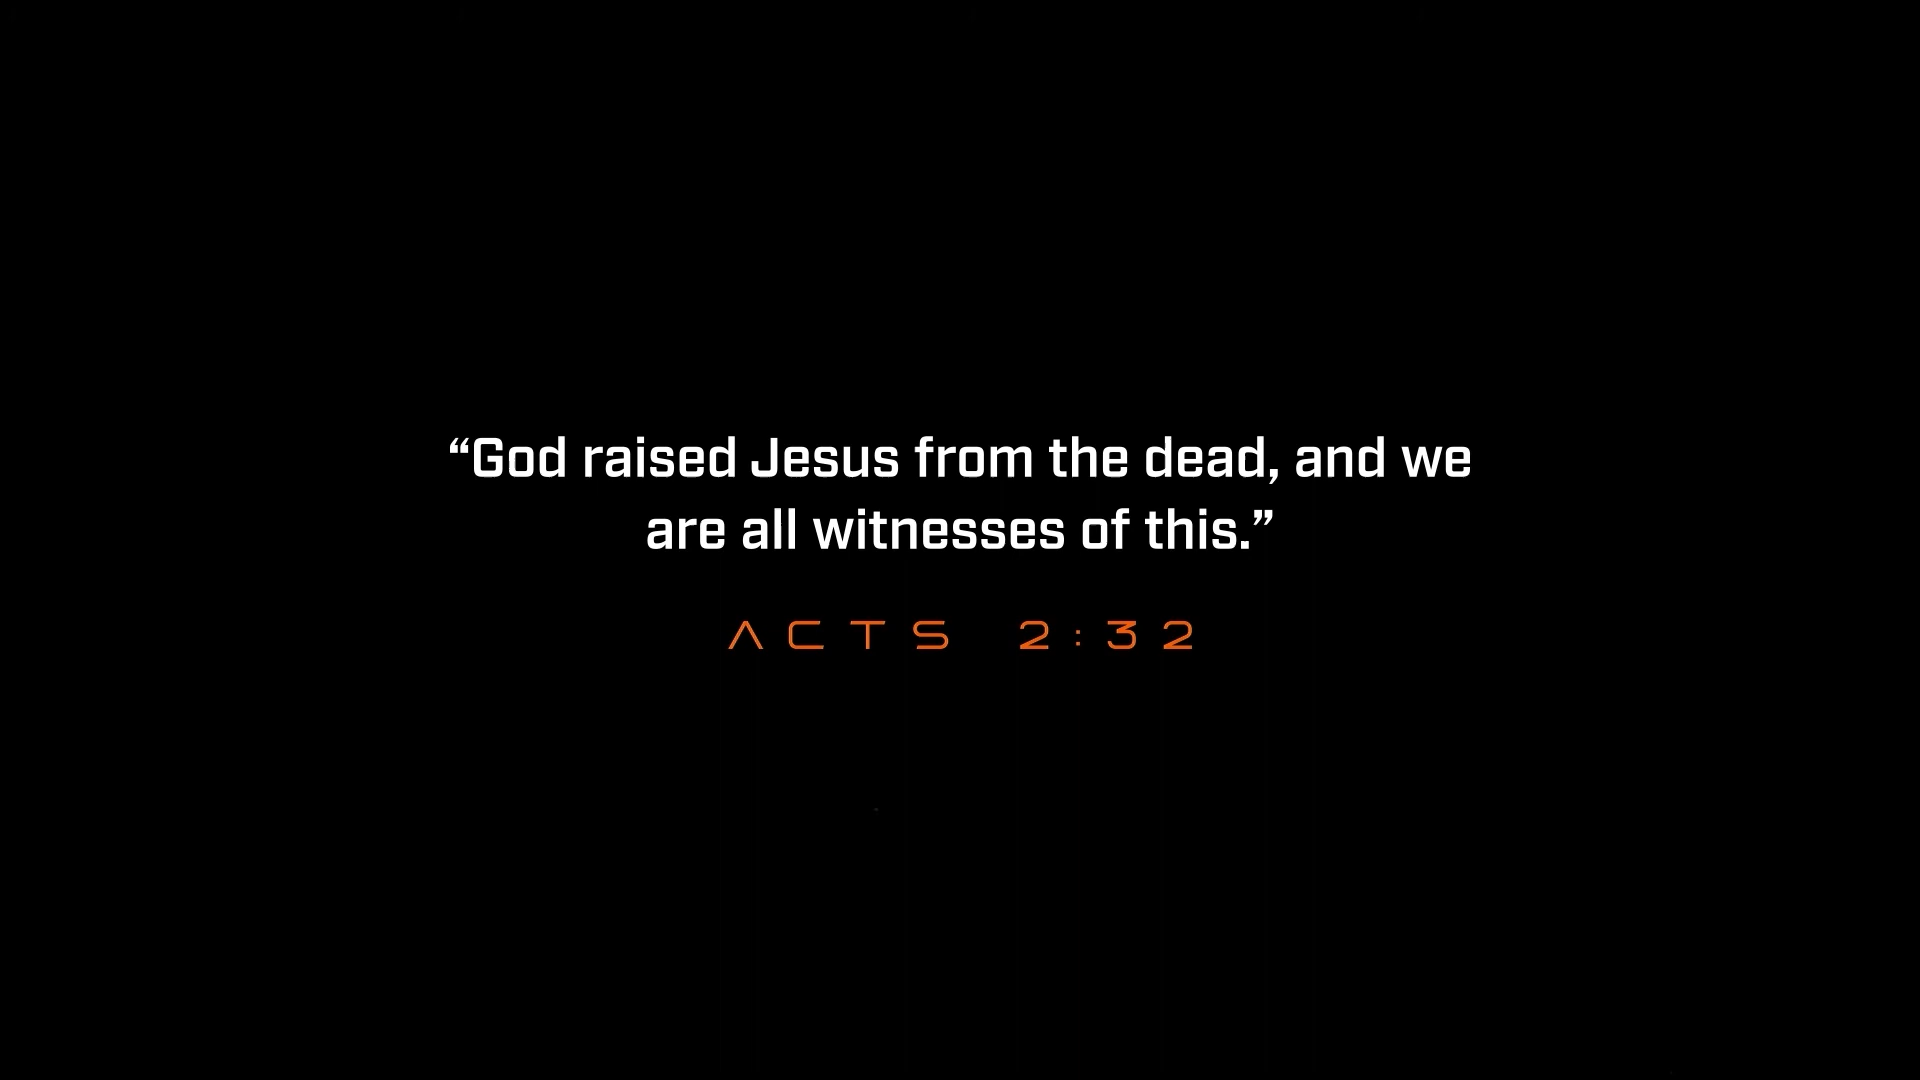 “God raised Jesus from the dead, and we
are all witnesses of this.”
ACTS 2:32